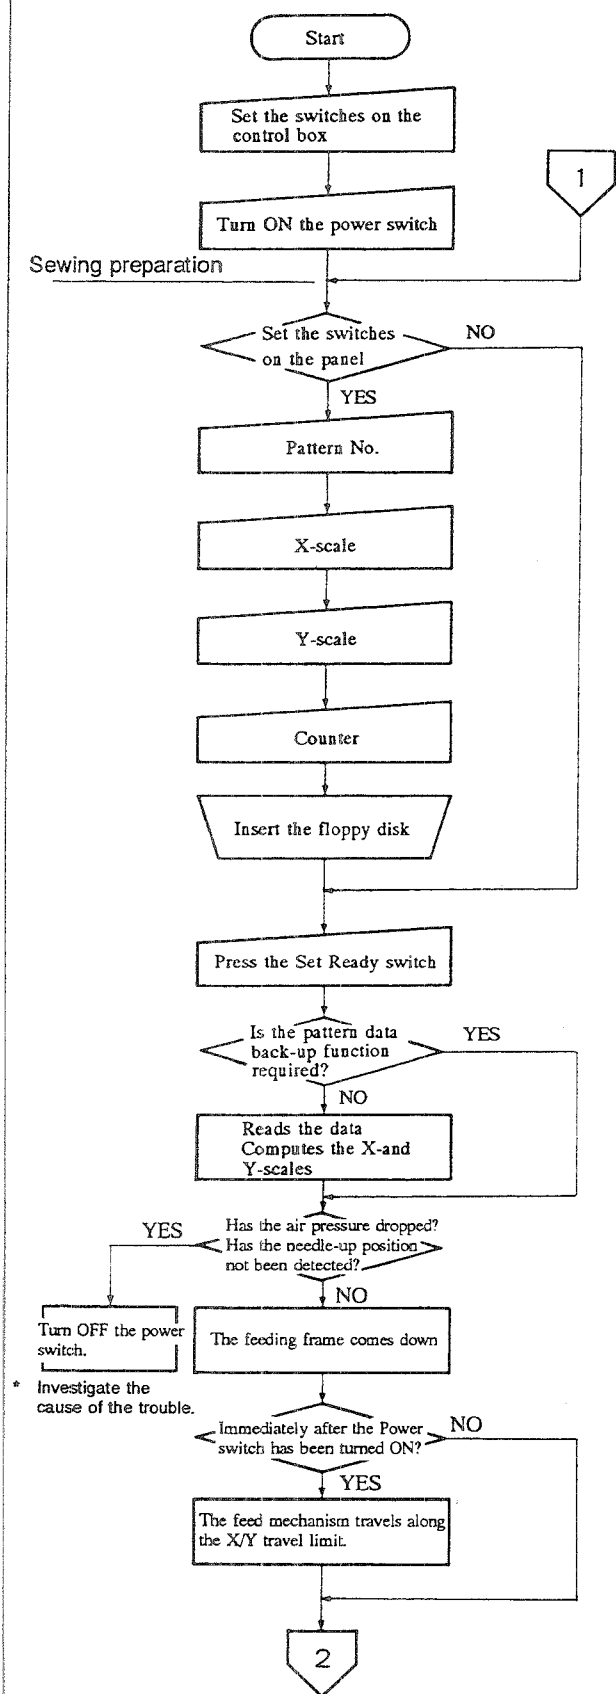 Start
Set the switches on the
control box
1
Turn ON the power switch
Sewing preparation
Set the switches
on the panel
NO
YES
Pattern No.
X-scale
Y-scale
Counter
Insert the floppy disk
Press the Set Ready switch
Is the pattern data
back-up function
required?
YES
NO
Reads the data
Computes the X-and
Y-scales
YES
Has the air pressure dropped?
Has the needle-up position
not been detected?
NO
Turn OFF the power
switch.
The feeding frame comes down
* Investigate the
cause of the trouble.
Immediately after the Power
switch has been turned ON?
NO
YES
The feed mechanism travels along
the X/Y travel limit.
2